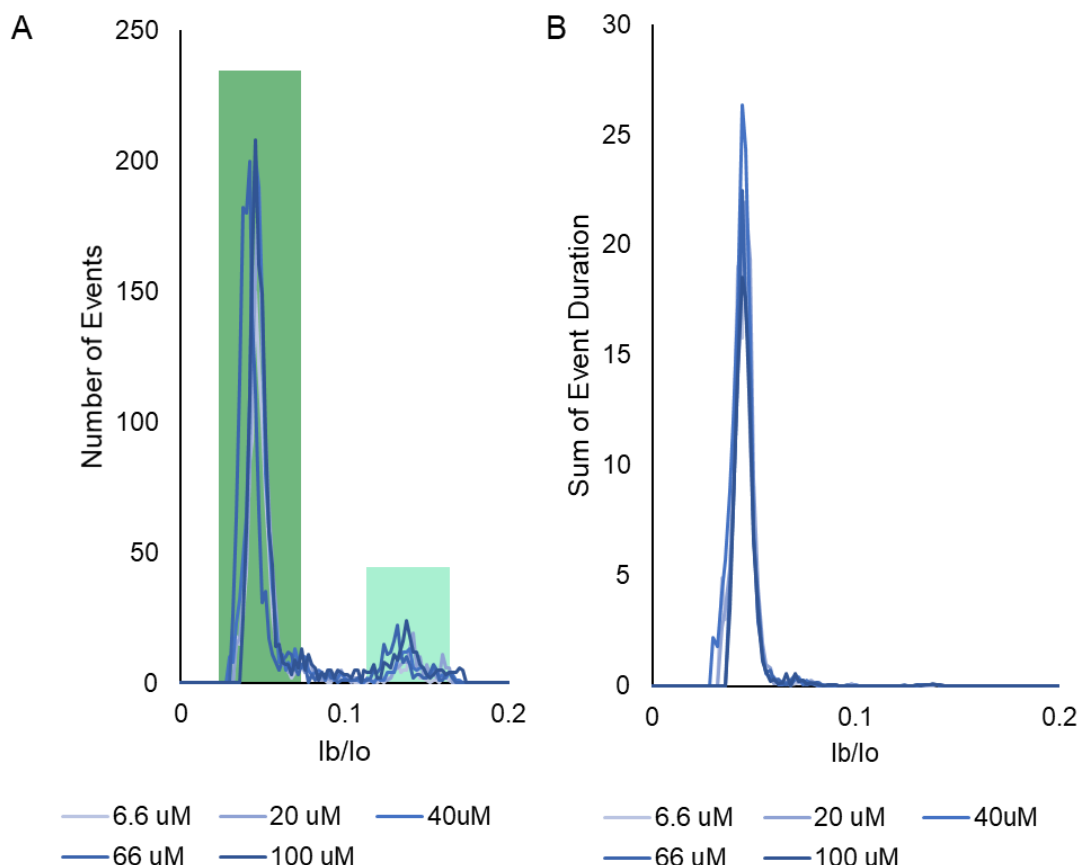 A
250
200
150
100
50
0
Number of Events
0
0.1
0.2
Ib/Io
6.6 uM
20 uM
40uM
66 uM
100 uM
B
30
25
20
15
10
5
0
Sum of Event Duration
0
0.1
0.2
Ib/Io
6.6 uM
20 uM
40uM
66 uM
100 uM